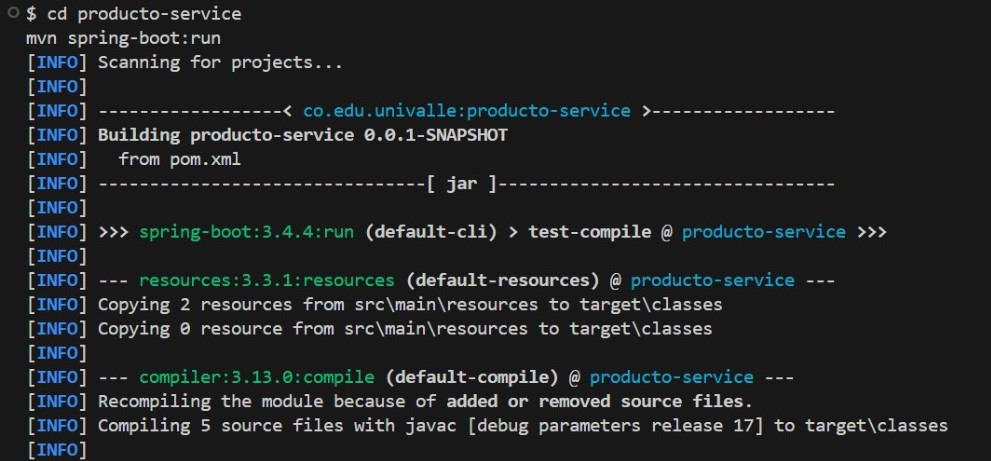 $ cd producto-service
mvn spring-boot:run
[INFO] Scanning for projects...
[INFO]
[INFO] ------------------< co.edu.univalle:producto-service >------------------
[INFO] Building producto-service 0.0.1-SNAPSHOT
[INFO]   from pom.xml
[INFO] --------------------------------[ jar ]---------------------------------
[INFO]
[INFO] >>> spring-boot:3.4.4:run (default-cli) > test-compile @ producto-service >>>
[INFO]
[INFO] --- resources:3.3.1:resources (default-resources) @ producto-service ---
[INFO] Copying 2 resources from src\main\resources to target\classes
[INFO] Copying 0 resource from src\main\resources to target\classes
[INFO]
[INFO] --- compiler:3.13.0:compile (default-compile) @ producto-service ---
[INFO] Recompiling the module because of added or removed source files.
[INFO] Compiling 5 source files with javac [debug parameters release 17] to target\classes
[INFO]